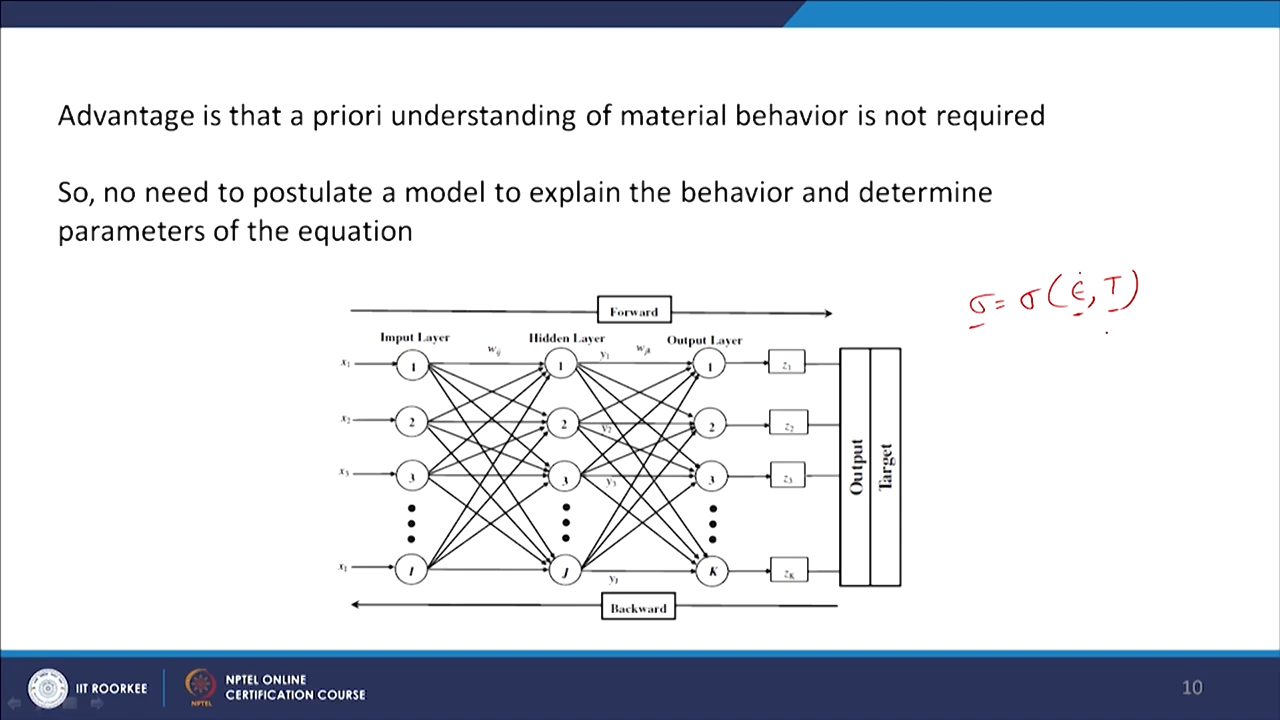 Advantage is that a priori understanding of material behavior is not required
So, no need to postulate a model to explain the behavior and determine
parameters of the equation
σ = σ(ε̇, T)
Forward
Imput Layer
Hidden Layer
Output Layer
w_ij
y_1
w_jk
x_1
1
1
1
z_1
x_2
2
2
y_2
2
z_2
x_3
3
3
y_3
3
z_3
Output
Target
x_I
I
J
y_J
K
z_K
Backward
IIT ROORKEE
NPTEL
NPTEL ONLINE
CERTIFICATION COURSE
10